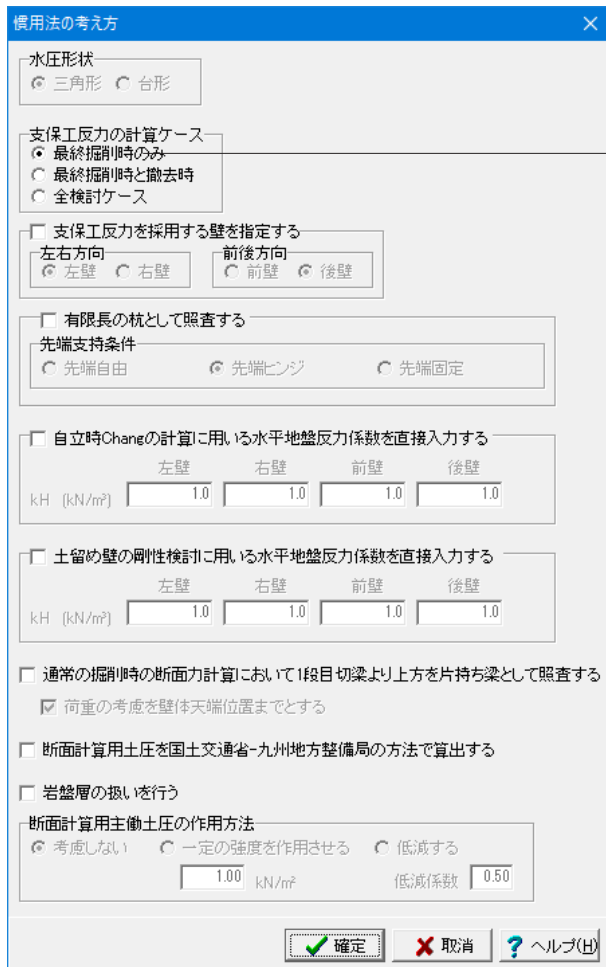 慣用法の考え方
水圧形状
三角形 台形
支保工反力の計算ケース
最終掘削時のみ
最終掘削時と撤去時
全検討ケース
支保工反力を採用する壁を指定する
左右方向 前後方向
左壁 右壁 前壁 後壁
有限長の杭として照査する
先端支持条件
先端自由 先端ヒンジ 先端固定
自立時Changの計算に用いる水平地盤反力係数を直接入力する
左壁 右壁 前壁 後壁
kH (kN/m³) 1.0 1.0 1.0 1.0
土留め壁の剛性検討に用いる水平地盤反力係数を直接入力する
左壁 右壁 前壁 後壁
kH (kN/m³) 1.0 1.0 1.0 1.0
通常の掘削時の断面力計算において1段目切梁より上方を片持ち梁として照査する
荷重の考慮を壁体天端位置までとする
断面計算用土圧を国土交通省-九州地方整備局の方法で算出する
岩盤層の扱いを行う
断面計算用主働土圧の作用方法
考慮しない 一定の強度を作用させる 低減する
1.00 kN/m² 低減係数 0.50
確定 取消 ヘルプ(H)